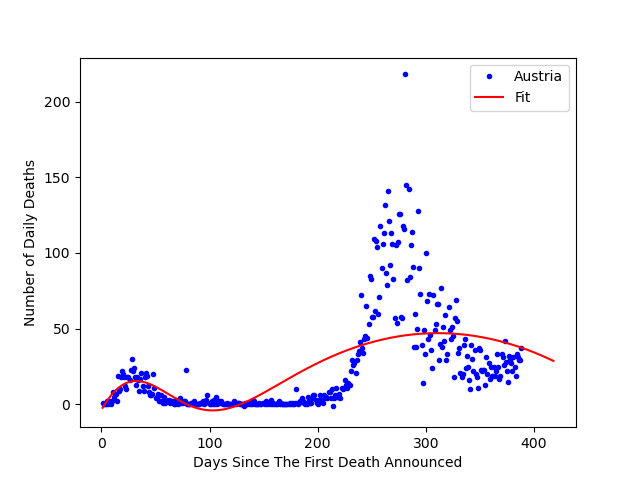 Austria
Fit
200
150
100
50
0
Number of Daily Deaths
0 100 200 300 400
Days Since The First Death Announced